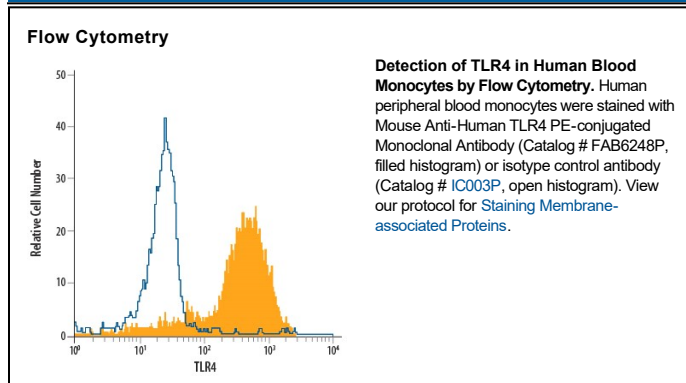 Flow Cytometry
Detection of TLR4 in Human Blood
Monocytes by Flow Cytometry. Human
peripheral blood monocytes were stained with
Mouse Anti-Human TLR4 PE-conjugated
Monoclonal Antibody (Catalog # FAB6248P,
filled histogram) or isotype control antibody
(Catalog # IC003P, open histogram). View
our protocol for Staining Membrane-
associated Proteins.
Relative Cell Number
50
40
30
20
10
0
10⁰ 10¹ 10² 10³ 10⁴
TLR4